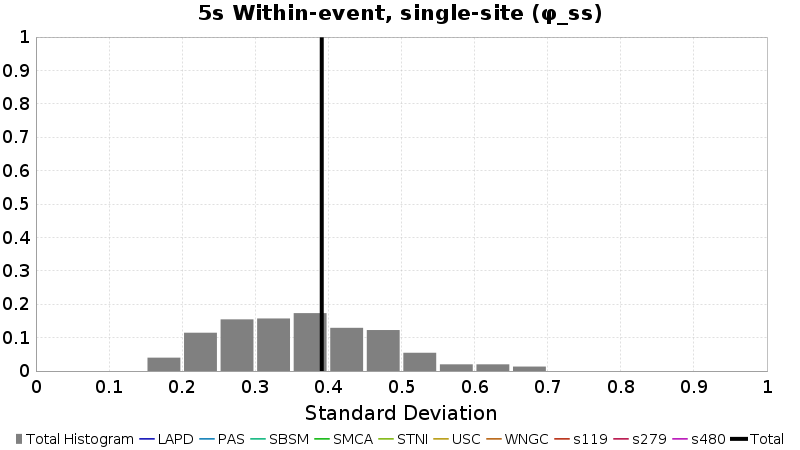 5s Within-event, single-site (φ_ss)
1
0.9
0.8
0.7
0.6
0.5
0.4
0.3
0.2
0.1
0
0 0.1 0.2 0.3 0.4 0.5 0.6 0.7 0.8 0.9 1
Standard Deviation
Total Histogram LAPD PAS SBSM SMCA STNI USC WNGC s119 s279 s480 Total